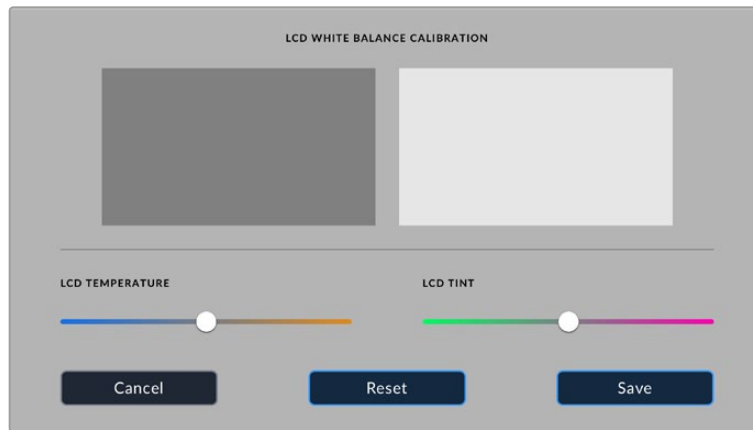 LCD WHITE BALANCE CALIBRATION
LCD TEMPERATURE
LCD TINT
Cancel
Reset
Save